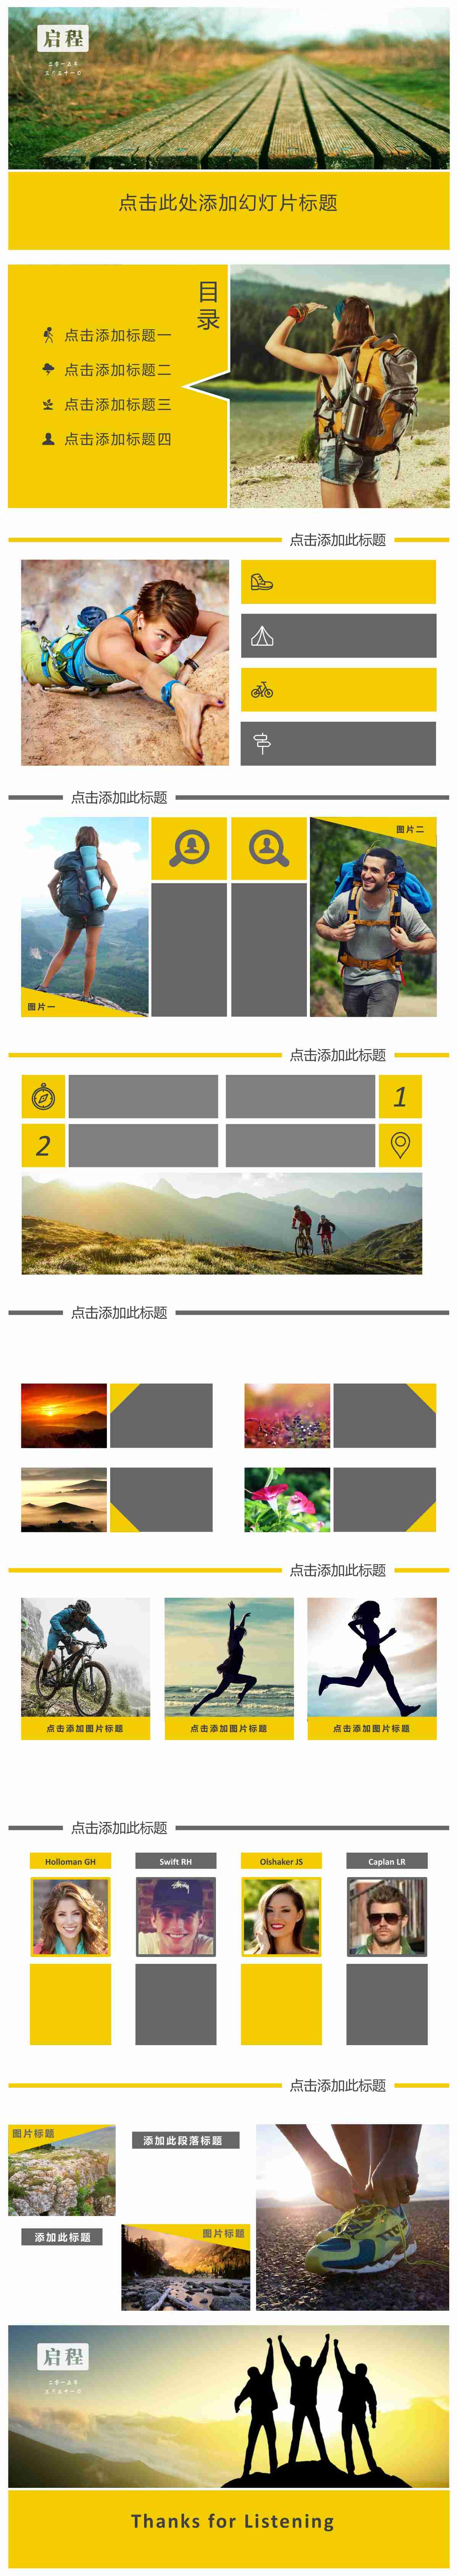 启程
二零一五年
五月三十一日
点击此处添加幻灯片标题
目
录
点击添加标题一
点击添加标题二
点击添加标题三
点击添加标题四
点击添加此标题
点击添加此标题
图片一
图片二
点击添加此标题
1
2
点击添加此标题
点击添加此标题
点击添加图片标题
点击添加图片标题
点击添加图片标题
点击添加此标题
Holloman GH
Swift RH
Olshaker JS
Caplan LR
点击添加此标题
图片标题
添加此段落标题
添加此标题
图片标题
启程
二零一五年
五月三十一日
Thanks for Listening